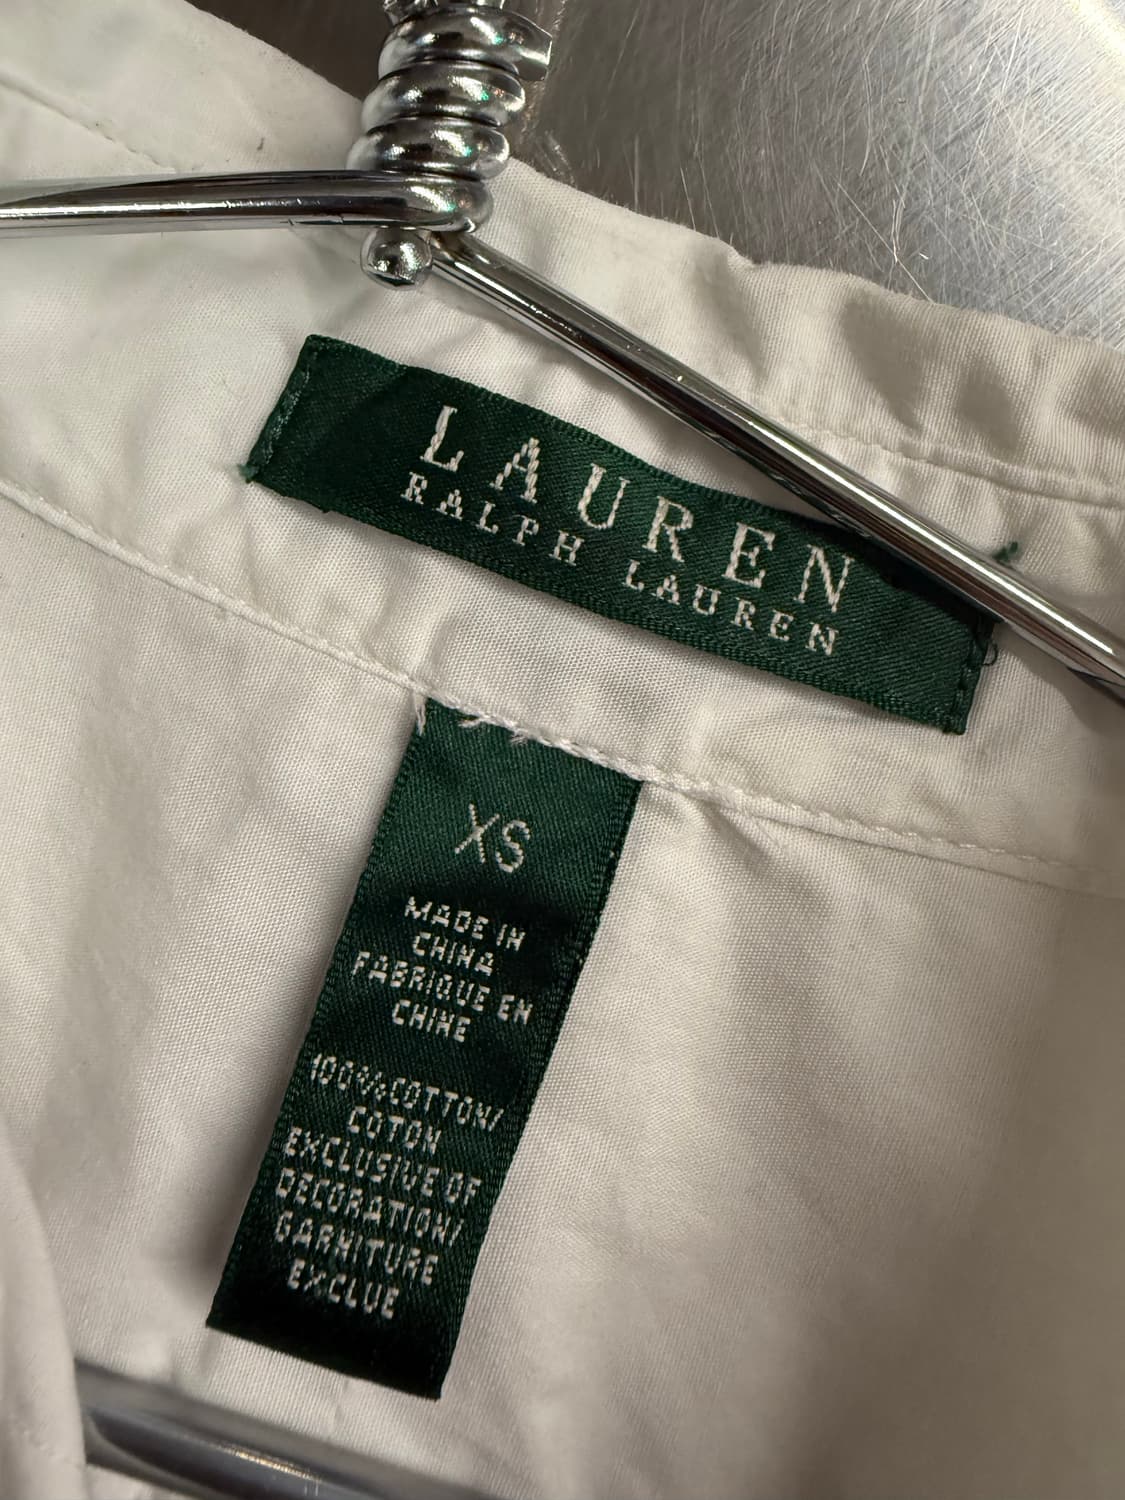 LAUREN
RALPH LAUREN
XS
MADE IN
CHINA
FABRIQUE EN
CHINE
100% COTTON/
COTON
EXCLUSIVE OF
DECORATION/
GARNITURE
EXCLUE